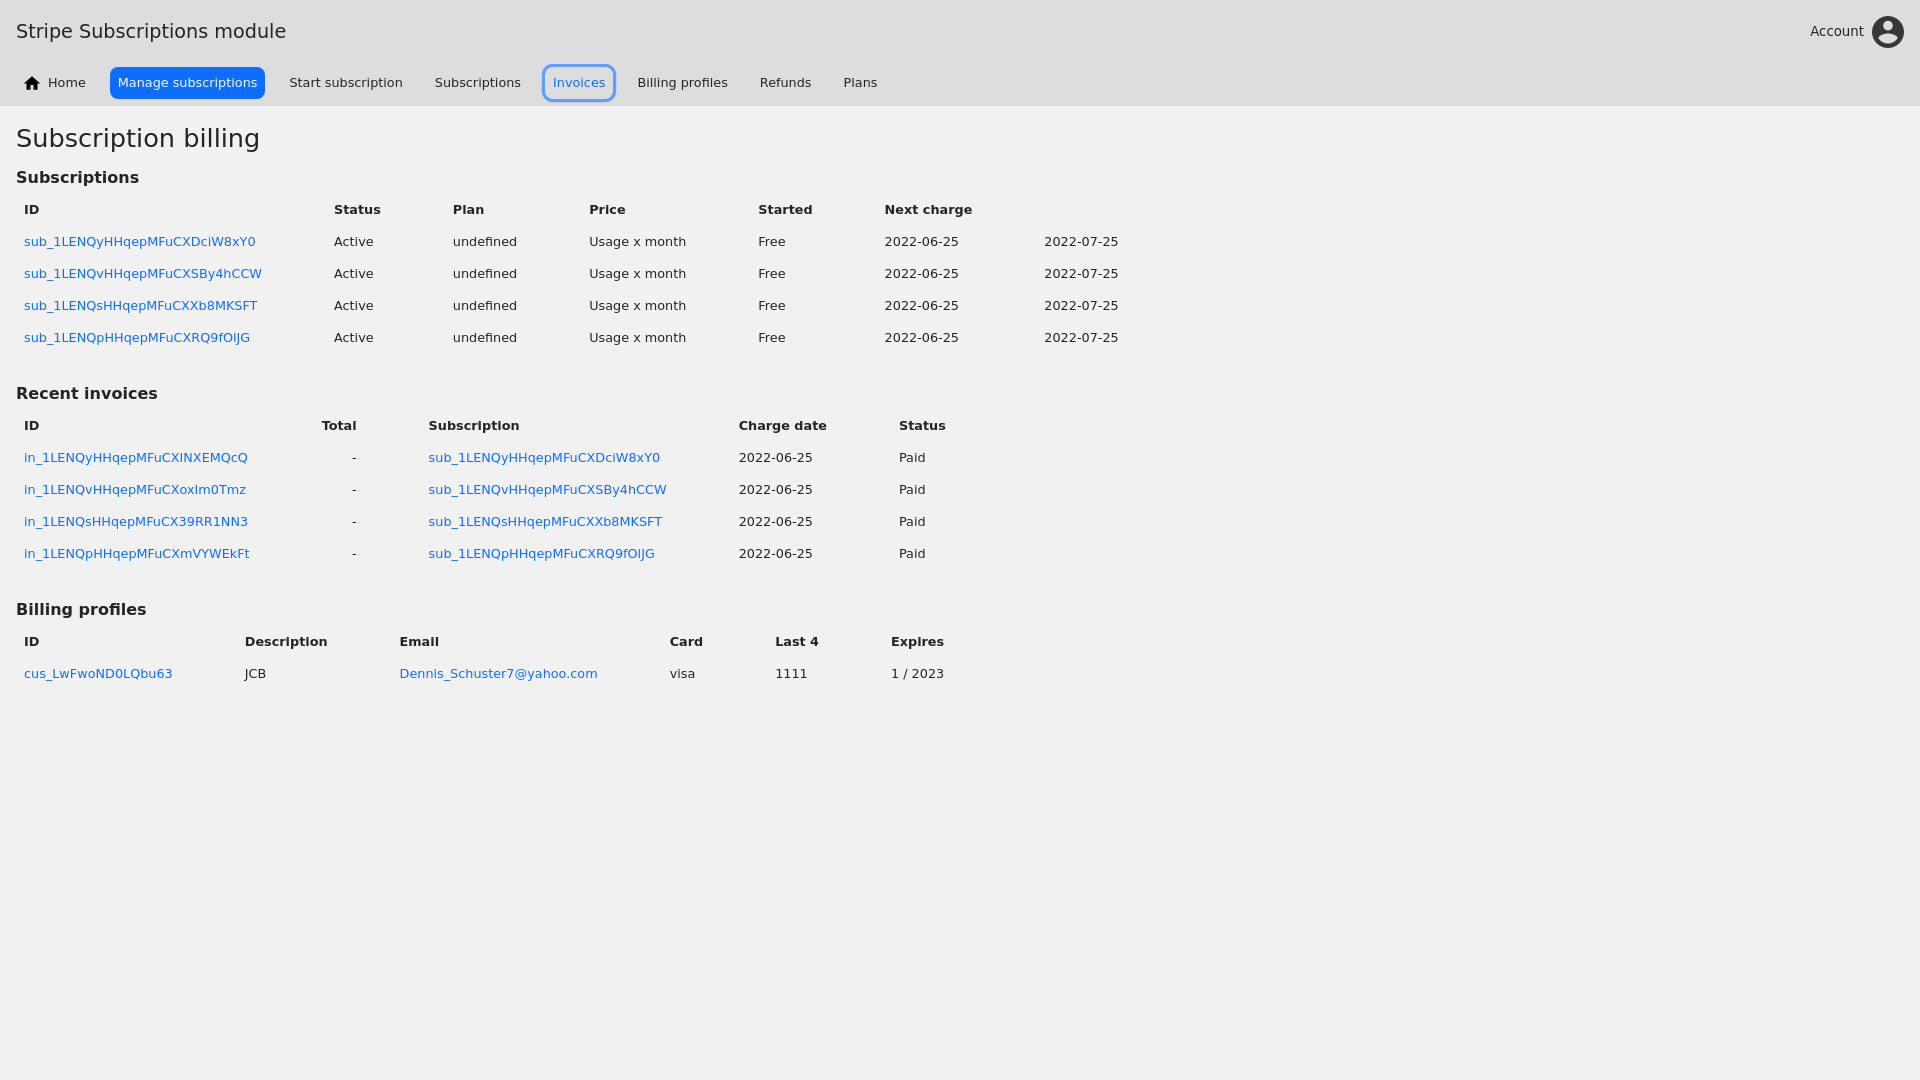 Stripe Subscriptions module
Account
Home Manage subscriptions Start subscription Subscriptions Invoices Billing profiles Refunds Plans
Subscription billing
Subscriptions
ID Status Plan Price Started Next charge
sub_1LENQyHHqepMFuCXDciW8xY0 Active undefined Usage x month Free 2022-06-25 2022-07-25
sub_1LENQvHHqepMFuCXSBy4hCCW Active undefined Usage x month Free 2022-06-25 2022-07-25
sub_1LENQsHHqepMFuCXXb8MKSFT Active undefined Usage x month Free 2022-06-25 2022-07-25
sub_1LENQpHHqepMFuCXRQ9fOIJG Active undefined Usage x month Free 2022-06-25 2022-07-25
Recent invoices
ID Total Subscription Charge date Status
in_1LENQyHHqepMFuCXINXEMQcQ - sub_1LENQyHHqepMFuCXDciW8xY0 2022-06-25 Paid
in_1LENQvHHqepMFuCXoxIm0Tmz - sub_1LENQvHHqepMFuCXSBy4hCCW 2022-06-25 Paid
in_1LENQsHHqepMFuCX39RR1NN3 - sub_1LENQsHHqepMFuCXXb8MKSFT 2022-06-25 Paid
in_1LENQpHHqepMFuCXmVYWEkFt - sub_1LENQpHHqepMFuCXRQ9fOIJG 2022-06-25 Paid
Billing profiles
ID Description Email Card Last 4 Expires
cus_LwFwoND0LQbu63 JCB Dennis_Schuster7@yahoo.com visa 1111 1 / 2023